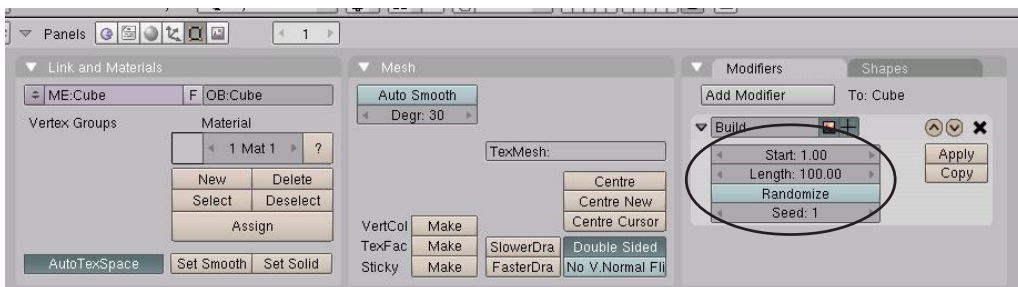 Panels 1
Link and Materials
ME:Cube F OB:Cube
Vertex Groups Material
1 Mat 1 ?
New Delete
Select Deselect
Assign
AutoTexSpace Set Smooth Set Solid
Mesh
Auto Smooth
Degr: 30
TexMesh:
Centre
Centre New
Centre Cursor
VertCol Make
TexFac Make SlowerDra Double Sided
Sticky Make FasterDra No V.Normal Fli
Modifiers Shapes
Add Modifier To: Cube
Build
Start: 1.00 Apply
Length: 100.00 Copy
Randomize
Seed: 1